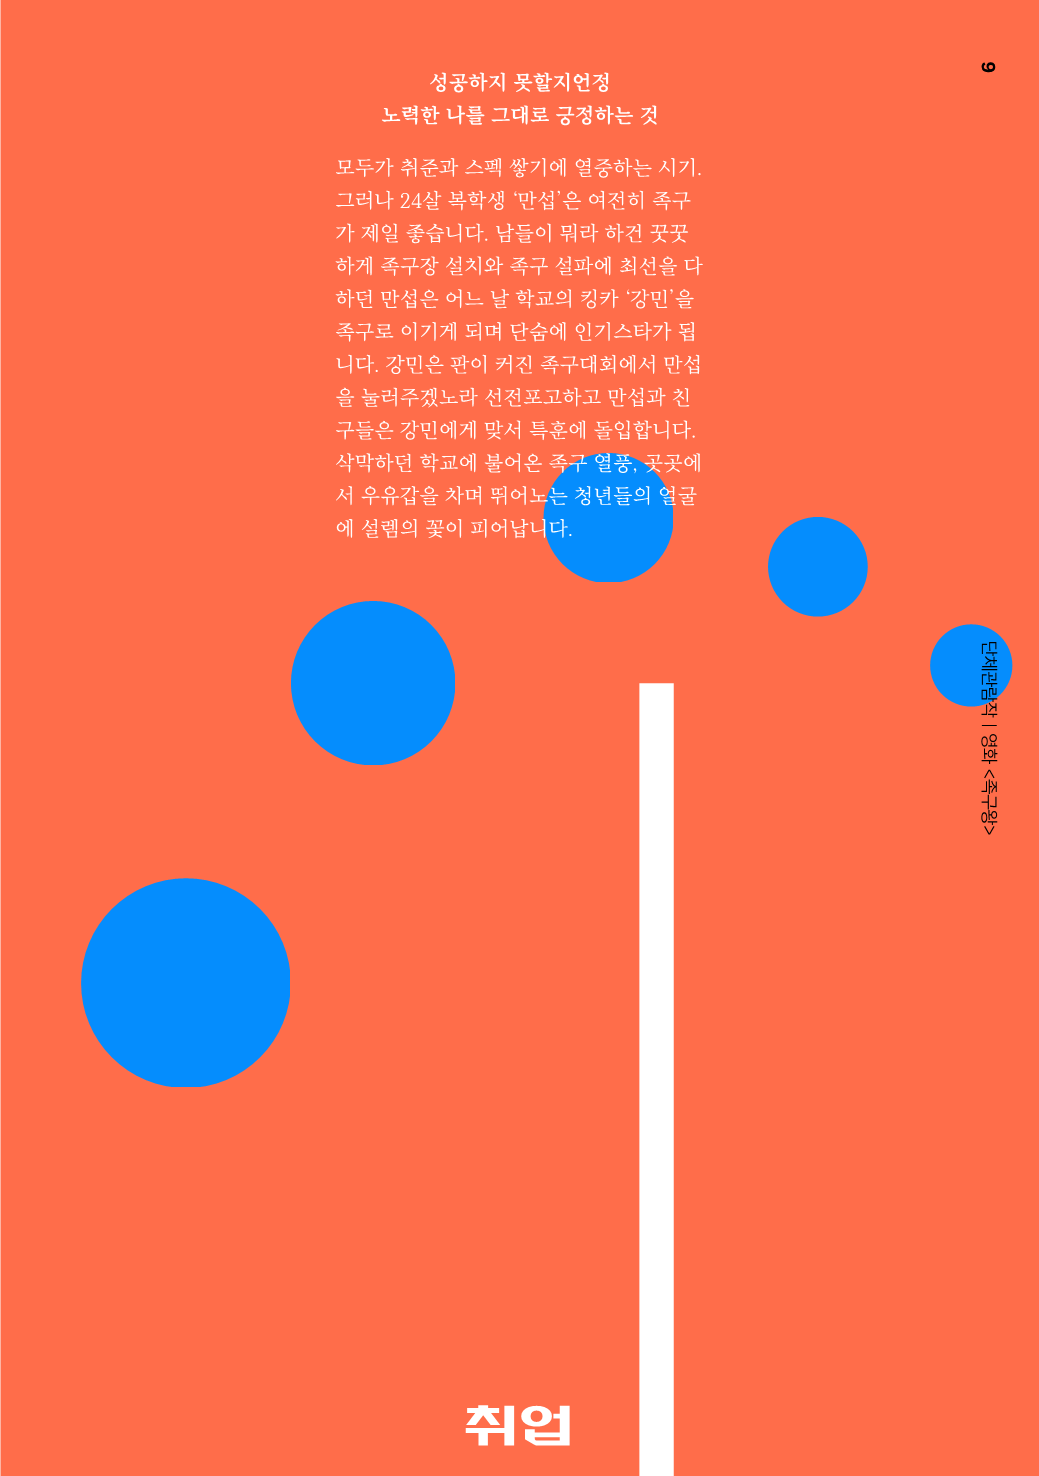 9
성공하지 못할지언정
노력한 나를 그대로 긍정하는 것
모두가 취준과 스펙 쌓기에 열중하는 시기.
그러나 24살 복학생 ‘만섭’은 여전히 족구
가 제일 좋습니다. 남들이 뭐라 하건 꿋꿋
하게 족구장 설치와 족구 설파에 최선을 다
하던 만섭은 어느 날 학교의 킹카 ‘강민’을
족구로 이기게 되며 단숨에 인기스타가 됩
니다. 강민은 판이 커진 족구대회에서 만섭
을 눌러주겠노라 선전포고하고 만섭과 친
구들은 강민에게 맞서 특훈에 돌입합니다.
삭막하던 학교에 불어온 족구 열풍, 곳곳에
서 우유갑을 차며 뛰어노는 청년들의 얼굴
에 설렘의 꽃이 피어납니다.
단체관람작 | 영화 <족구왕>
취업